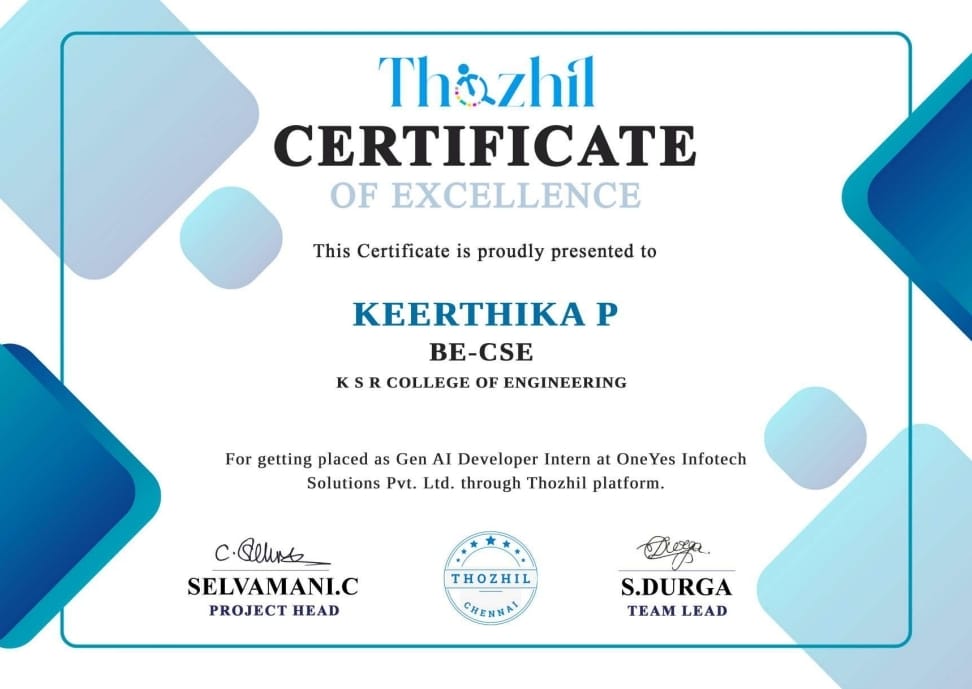 Thozhil
CERTIFICATE
OF EXCELLENCE
This Certificate is proudly presented to
KEERTHIKA P
BE-CSE
K S R COLLEGE OF ENGINEERING
For getting placed as Gen AI Developer Intern at OneYes Infotech
Solutions Pvt. Ltd. through Thozhil platform.
SELVAMANI.C
PROJECT HEAD
THOZHIL
CHENNAI
Durga.
S.DURGA
TEAM LEAD